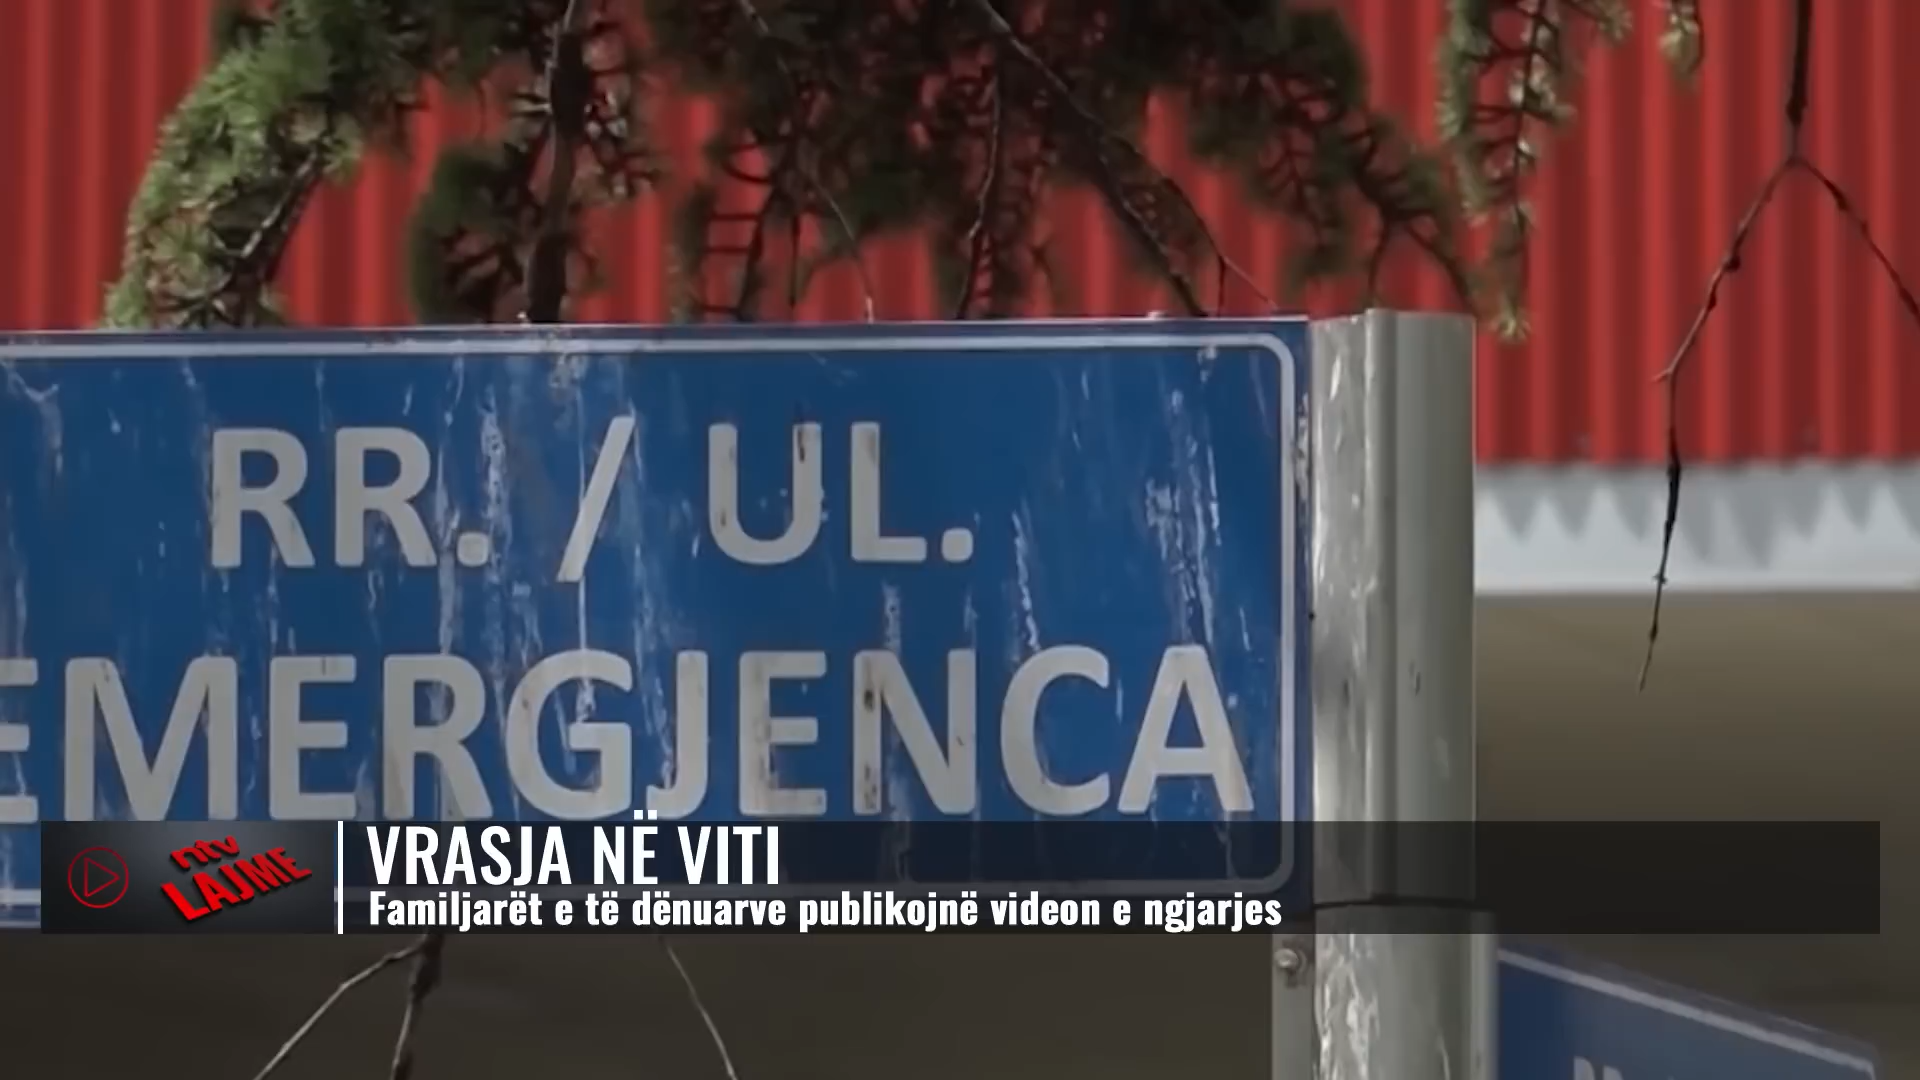 RR. / UL.
EMERGJENCA
ntv
LAJME
VRASJA NË VITI
Familjarët e të dënuarve publikojnë videon e ngjarjes